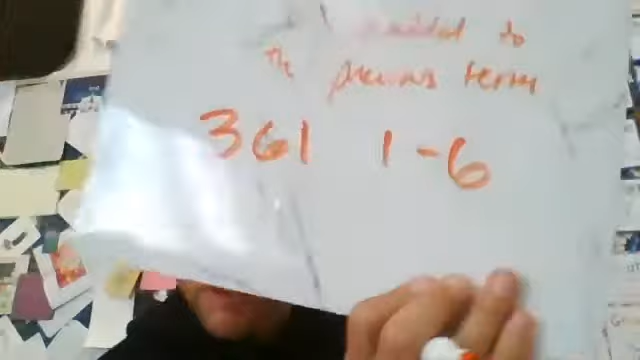 added to
the previous term
361 1-6